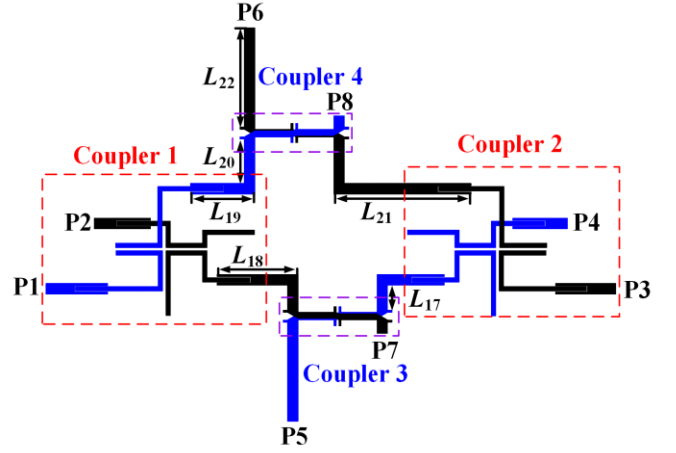 P6
L22
Coupler 4
P8
Coupler 1
L20
Coupler 2
P2
L19
L21
P4
P1
L18
L17
P3
P7
Coupler 3
P5